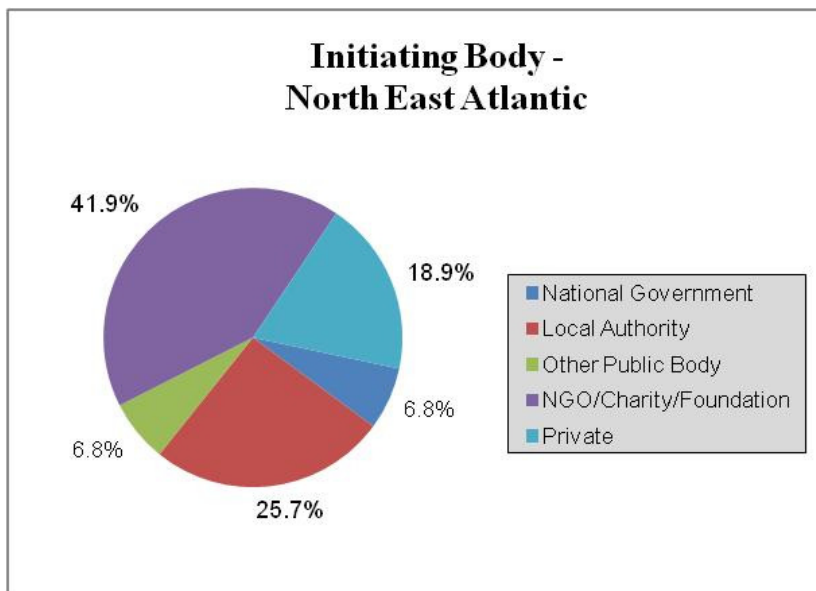 Initiating Body -
North East Atlantic
41.9%
18.9%
National Government
Local Authority
Other Public Body
NGO/Charity/Foundation
Private
6.8%
6.8%
25.7%